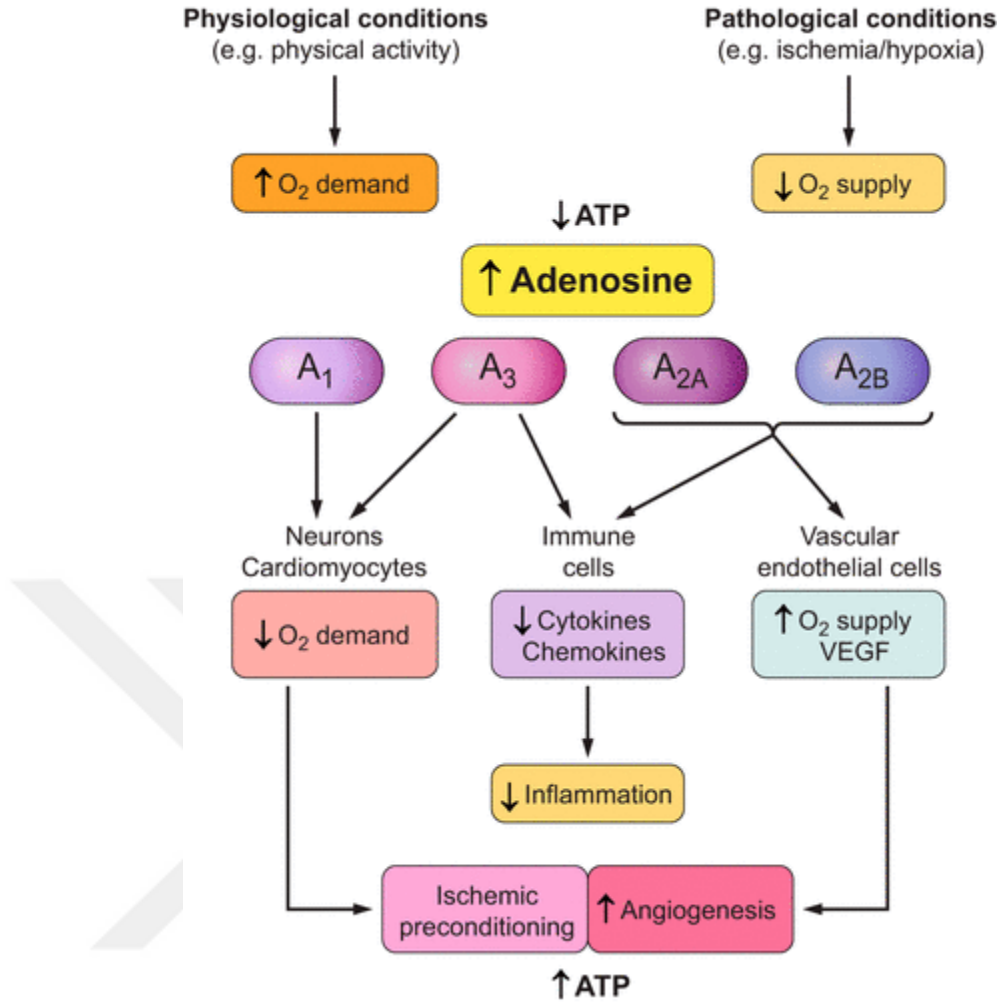 Physiological conditions
(e.g. physical activity)
Pathological conditions
(e.g. ischemia/hypoxia)
↑ O₂ demand
↓ O₂ supply
↓ ATP
↑ Adenosine
A₁
A₃
A₂A
A₂B
Neurons
Cardiomyocytes
Immune
cells
Vascular
endothelial cells
↓ O₂ demand
↓ Cytokines
Chemokines
↑ O₂ supply
VEGF
↓ Inflammation
Ischemic
preconditioning
↑ Angiogenesis
↑ ATP